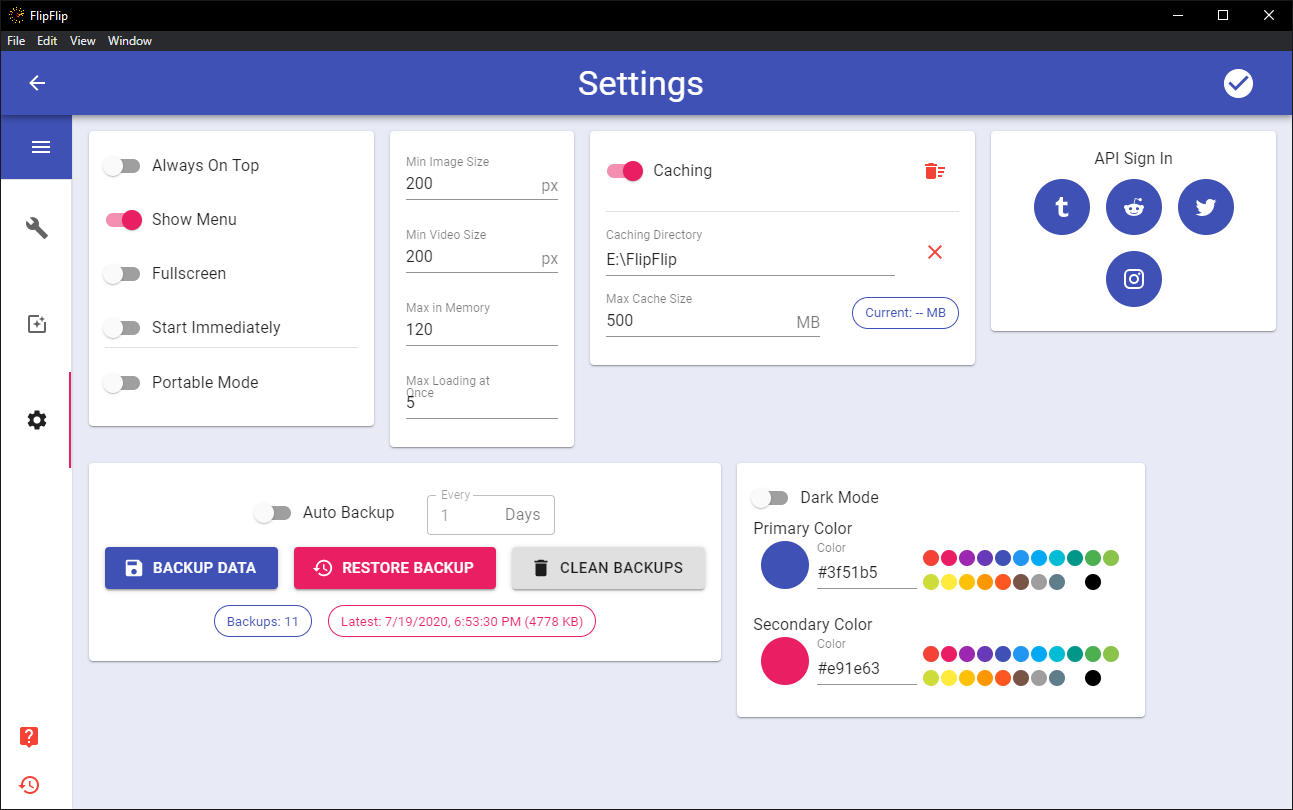 FlipFlip
File Edit View Window
Settings
Always On Top
Show Menu
Fullscreen
Start Immediately
Portable Mode
Min Image Size
200 px
Min Video Size
200 px
Max in Memory
120
Max Loading at
Once
5
Caching
Caching Directory
E:\FlipFlip
Max Cache Size
500 MB
Current: -- MB
API Sign In
Auto Backup
Every
1 Days
BACKUP DATA
RESTORE BACKUP
CLEAN BACKUPS
Backups: 11
Latest: 7/19/2020, 6:53:30 PM (4778 KB)
Dark Mode
Primary Color
Color
#3f51b5
Secondary Color
Color
#e91e63